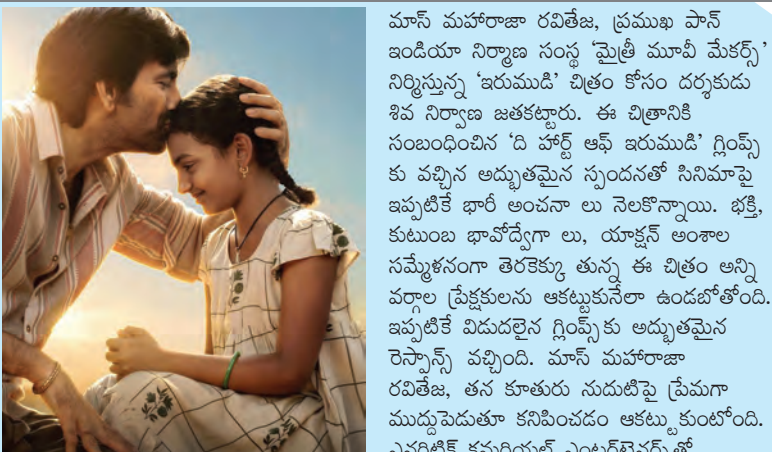 మాస్ మహారాజా రవితేజ, ప్రముఖ పాన్
ఇండియా నిర్మాణ సంస్థ ‘మైత్రీ మూవీ మేకర్స్’
నిర్మిస్తున్న ‘ఇరుముడి’ చిత్రం కోసం దర్శకుడు
శివ నిర్వాణ జతకట్టారు. ఈ చిత్రానికి
సంబంధించిన ‘ది హార్ట్ ఆఫ్ ఇరుముడి’ గ్లింప్స్
కు వచ్చిన అద్భుతమైన స్పందనతో సినిమాపై
ఇప్పటికే భారీ అంచనా లు నెలకొన్నాయి. భక్తి,
కుటుంబ భావోద్వేగా లు, యాక్షన్ అంశాల
సమ్మేళనంగా తెరకెక్కు తున్న ఈ చిత్రం అన్ని
వర్గాల ప్రేక్షకులను ఆకట్టుకునేలా ఉండబోతోంది.
ఇప్పటికే విడుదలైన గ్లింప్స్ కు అద్భుతమైన
రెస్పాన్స్ వచ్చింది. మాస్ మహారాజా
రవితేజ, తన కూతురు నుదుటిపై ప్రేమగా
ముద్దుపెడుతూ కనిపించడం ఆకట్టు కుంటోంది.